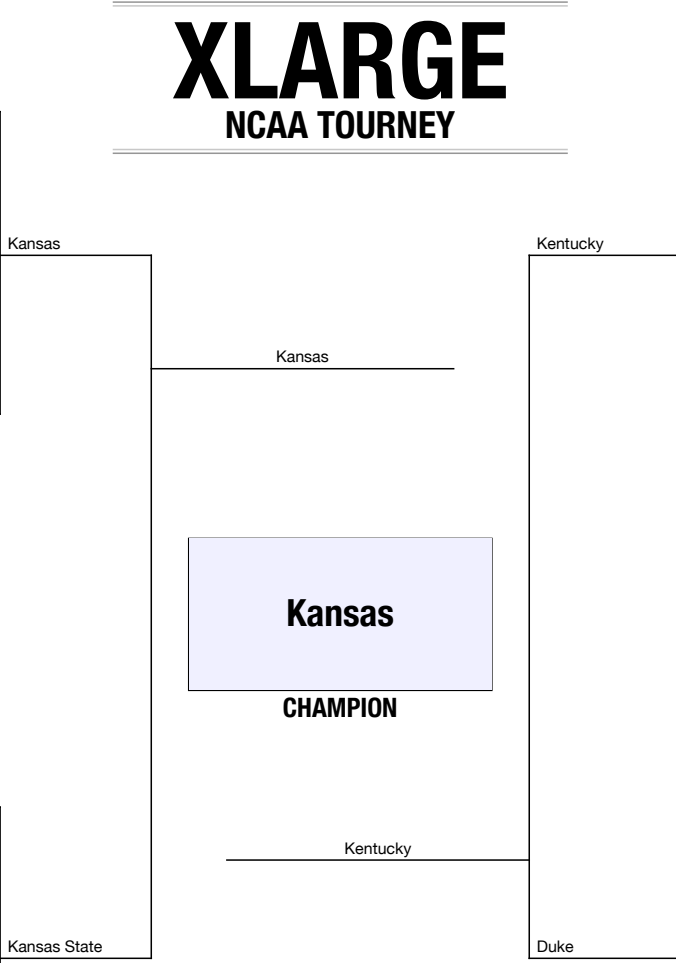 XLARGE
NCAA TOURNEY
Kansas
Kentucky
Kansas
Kansas
CHAMPION
Kentucky
Kansas State
Duke